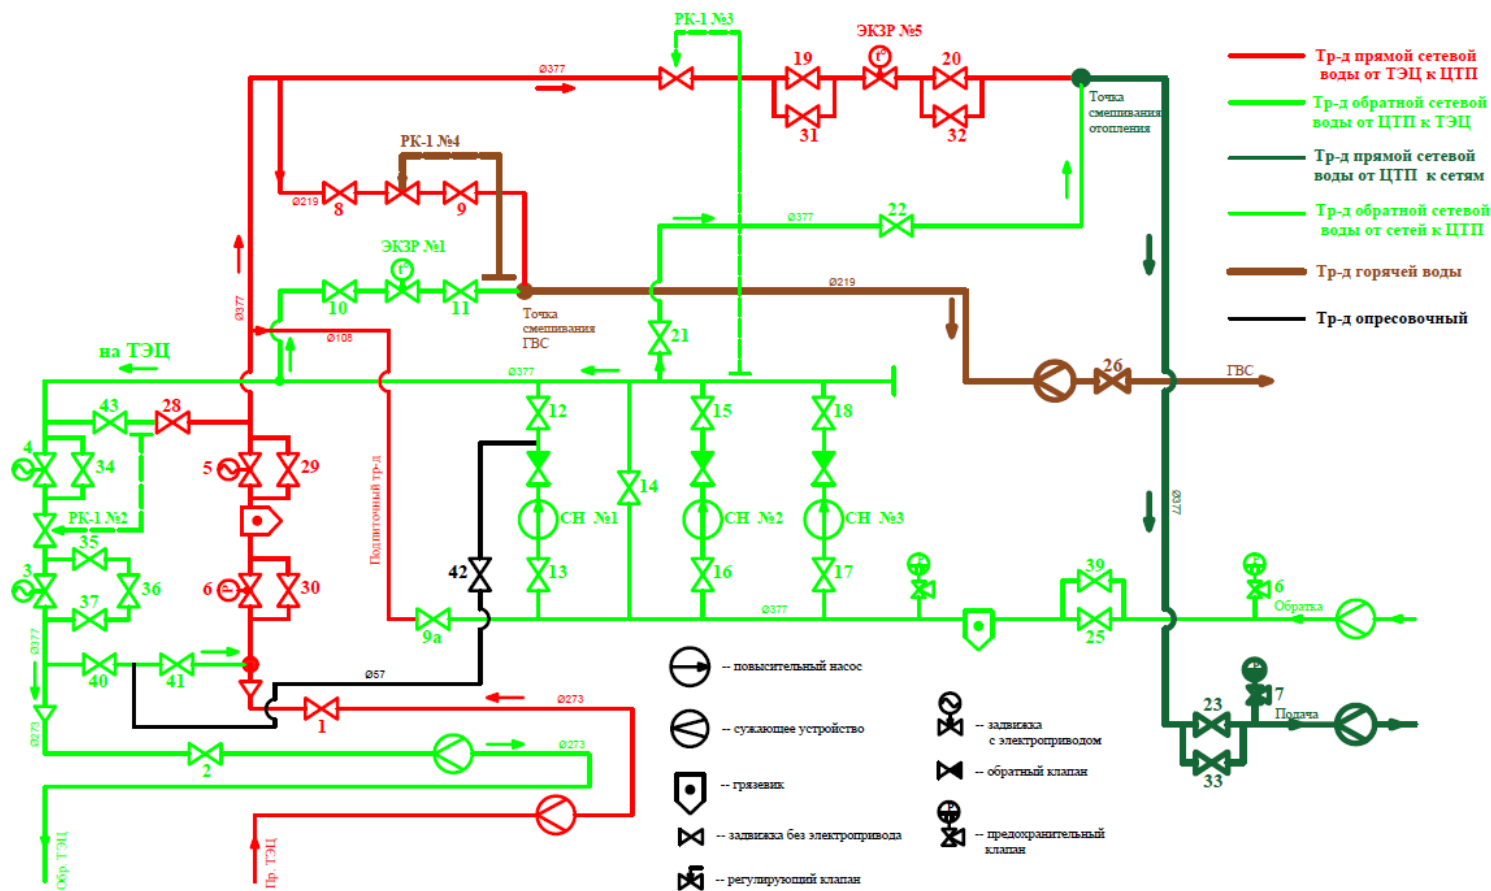 РК-1 №3
ЭКЗР №5
Ø377
19
20
31
32
Точка
смешивания
отопления
Тр-д прямой сетевой
воды от ТЭЦ к ЦТП
Тр-д обратной сетевой
воды от ЦТП к ТЭЦ
Тр-д прямой сетевой
воды от ЦТП к сетям
Тр-д обратной сетевой
воды от сетей к ЦТП
Тр-д горячей воды
Тр-д опресовочный
РК-1 №4
Ø219
8
9
22
Ø377
ЭКЗР №1
t°
t°
10
11
Точка
смешивания
ГВС
Ø219
Ø377
Ø108
21
26
ГВС
на ТЭЦ
Ø377
43
28
12
15
18
4
34
5
29
14
РК-1 №2
Подпиточный тр-д
СН №1
СН №2
СН №3
Ø377
35
3
36
37
6
P
30
42
13
16
17
P
39
25
P
6
Обратка
9а
Ø377
Ø377
40
41
Ø57
Ø273
1
Ø273
2
Ø273
P
7
Подача
23
33
-- повысительный насос
-- сужающее устройство
-- грязевик
-- задвижка без электропривода
-- регулирующий клапан
-- задвижка
с электроприводом
-- обратный клапан
P
-- предохранительный
клапан
Обр. ТЭЦ
Пр. ТЭЦ